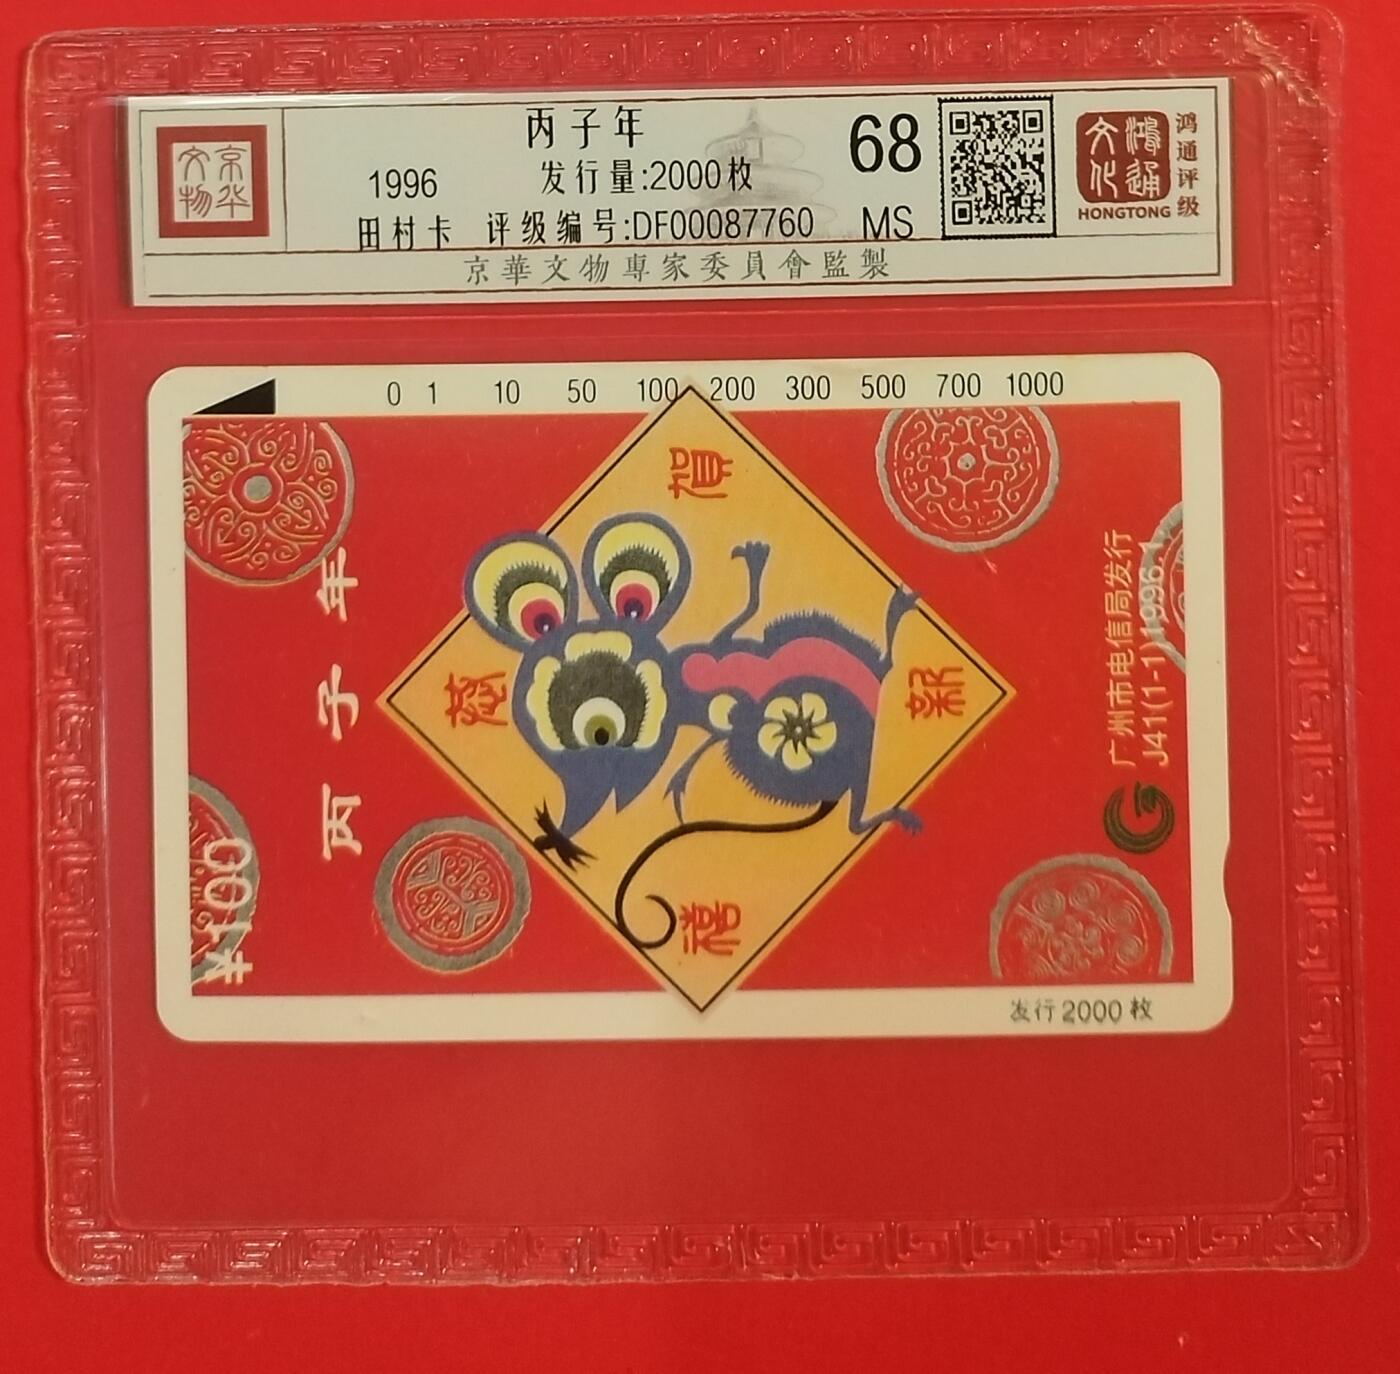 京华
文物
丙子年
1996
发行量:2000枚
田村卡
评级编号:DF00087760
68
MS
鸿通
文化
HONGTONG
鸿通评级
京華文物專家委員會監製
0 1 10 50 100 200 300 500 700 1000
丙子年
¥100
恭
賀
新
禧
广州市电信局发行
J41(1-1)1996.1
发行2000枚